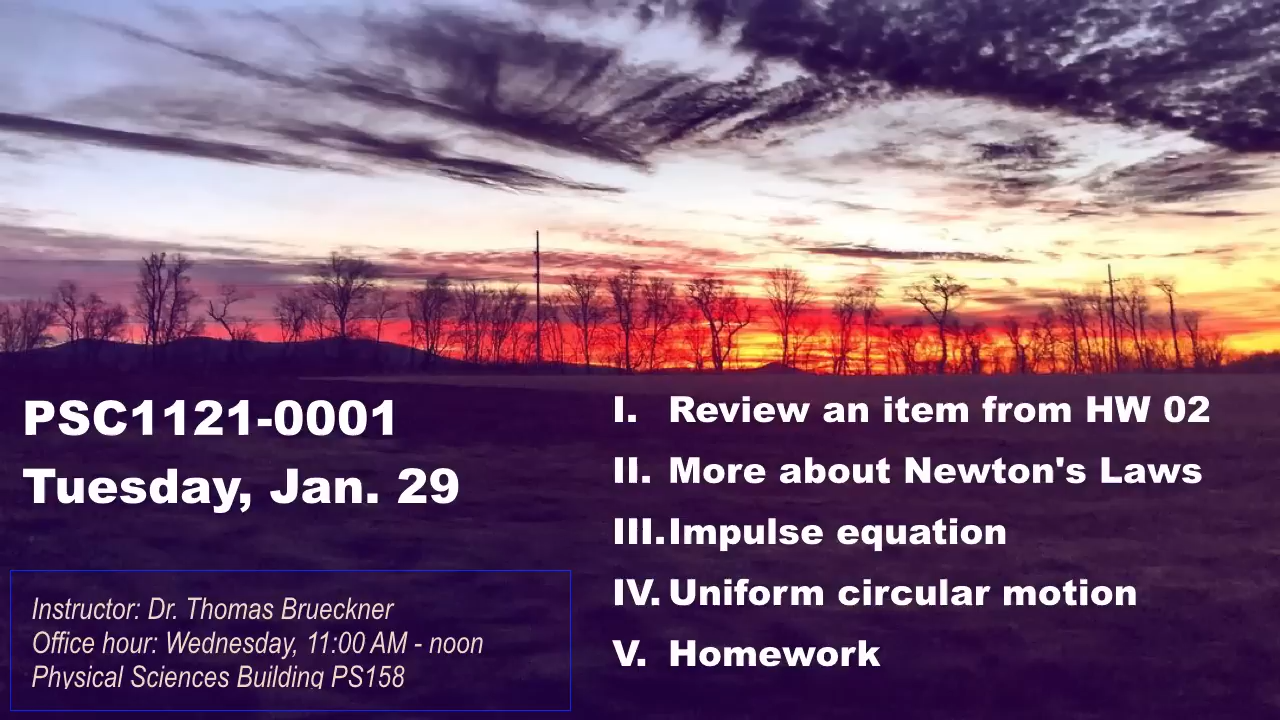 PSC1121-0001
Tuesday, Jan. 29
Instructor: Dr. Thomas Brueckner
Office hour: Wednesday, 11:00 AM - noon
Physical Sciences Building PS158
I. Review an item from HW 02
II. More about Newton's Laws
III. Impulse equation
IV. Uniform circular motion
V. Homework